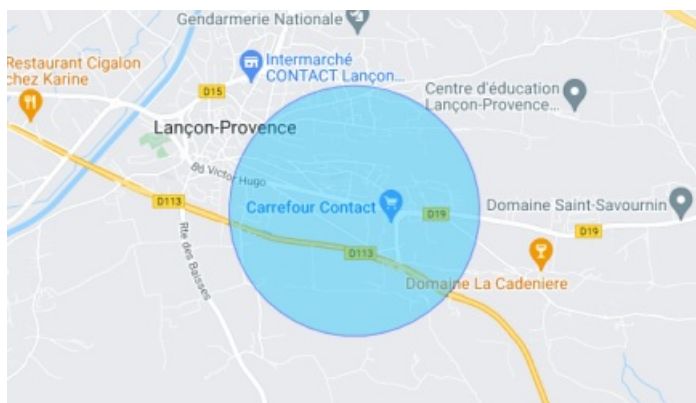 Gendarmerie Nationale
Restaurant Cigalon
chez Karine
Intermarché
CONTACT Lançon...
D15
Centre d'éducation
Lançon-Provence...
Lançon-Provence
Bd Victor Hugo
D113
Carrefour Contact
D19
Domaine Saint-Savournin
D19
Rte des Baisses
D113
Domaine La Cadeniere